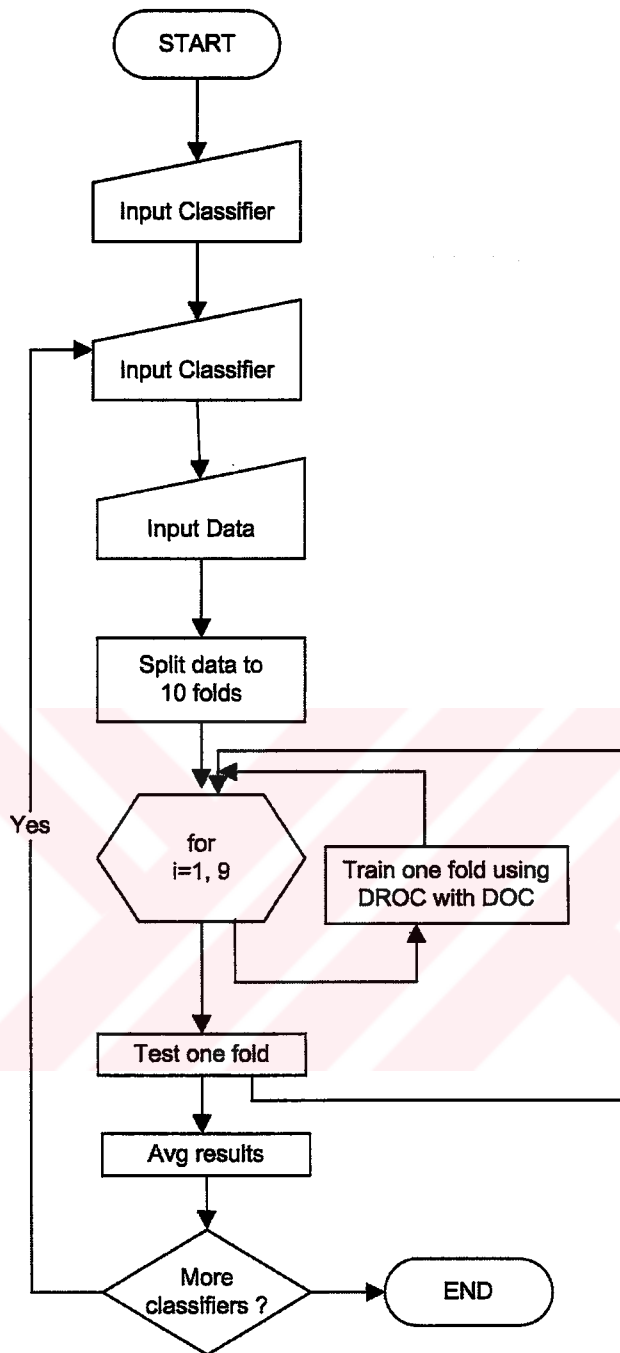 START
Input Classifier
Input Classifier
Input Data
Split data to
10 folds
Yes
for
i=1, 9
Train one fold using
DROC with DOC
Test one fold
Avg results
More
classifiers ?
END